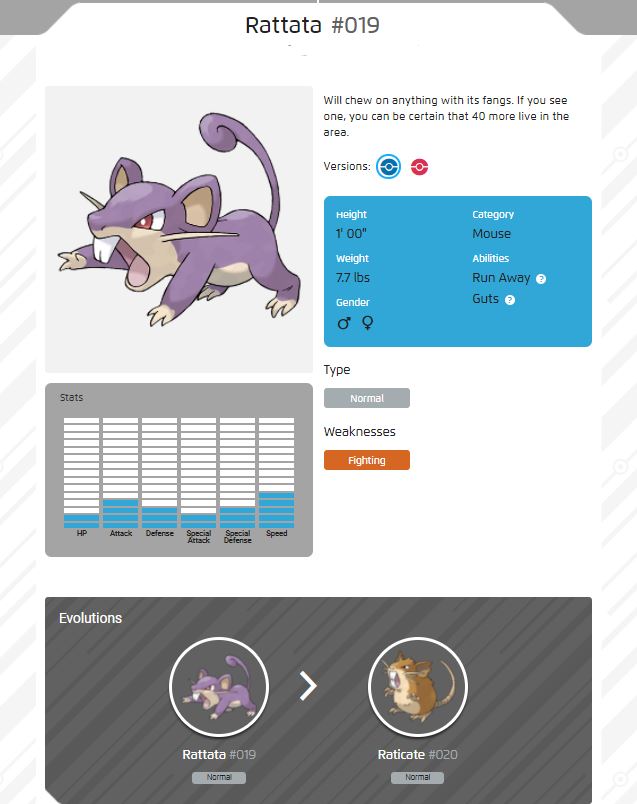 Rattata #019
Will chew on anything with its fangs. If you see
one, you can be certain that 40 more live in the
area.
Versions:
Height
1' 00"
Weight
7.7 lbs
Gender
Category
Mouse
Abilities
Run Away ?
Guts ?
Type
Normal
Weaknesses
Fighting
Stats
HP
Attack
Defense
Special
Attack
Special
Defense
Speed
Evolutions
Rattata #019
Normal
Raticate #020
Normal